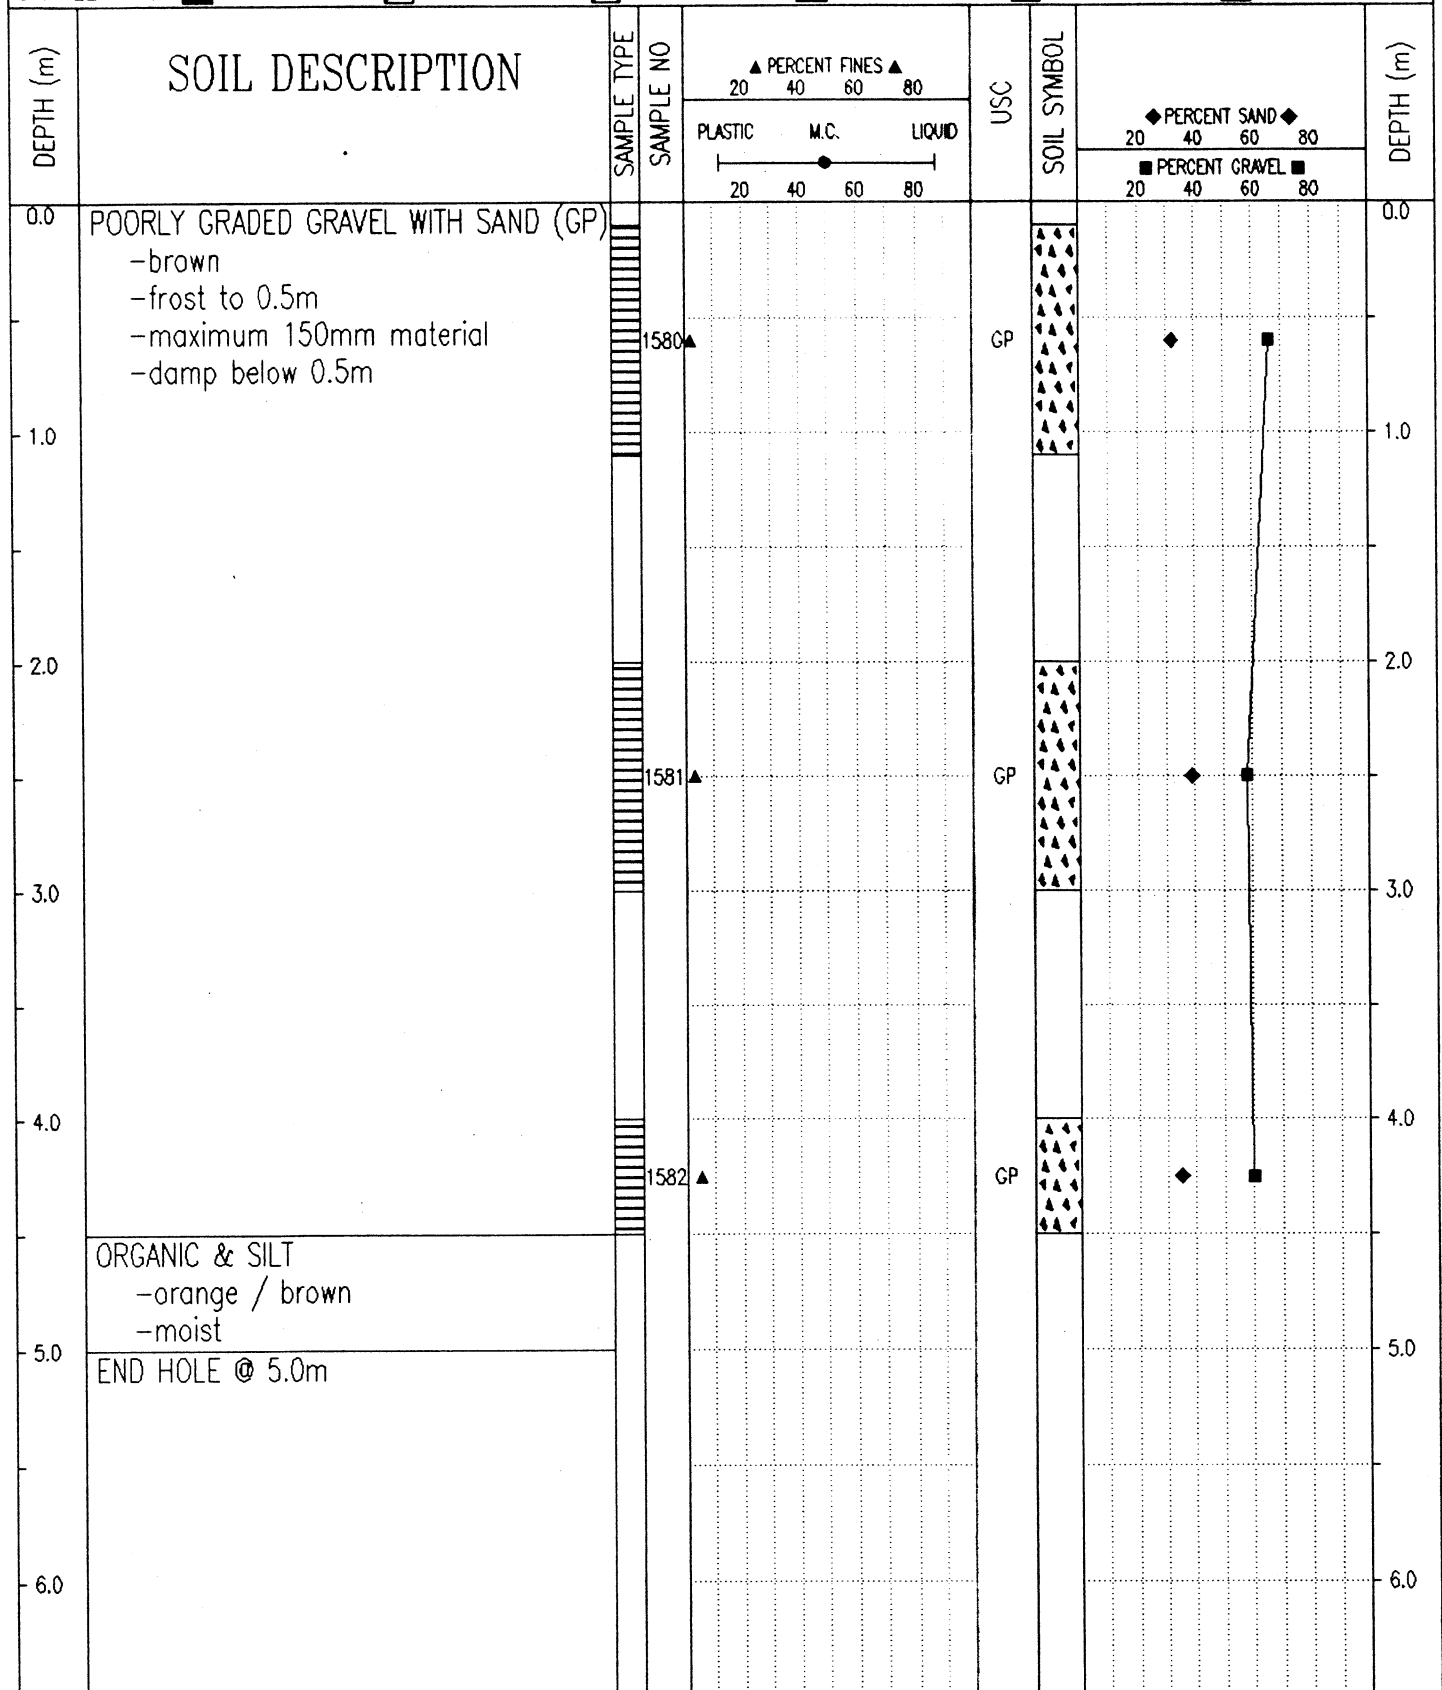 DEPTH (m)
SOIL DESCRIPTION
SAMPLE TYPE
SAMPLE NO
▲ PERCENT FINES ▲
20 40 60 80
PLASTIC M.C. LIQUID
20 40 60 80
USC
SOIL SYMBOL
◆ PERCENT SAND ◆
20 40 60 80
■ PERCENT GRAVEL ■
20 40 60 80
DEPTH (m)
0.0
POORLY GRADED GRAVEL WITH SAND (GP)
0.0
-brown
-frost to 0.5m
-maximum 150mm material
1580
GP
-damp below 0.5m
1.0
1.0
2.0
2.0
1581
GP
3.0
3.0
4.0
4.0
1582
GP
ORGANIC & SILT
-orange / brown
-moist
5.0
5.0
END HOLE @ 5.0m
6.0
6.0